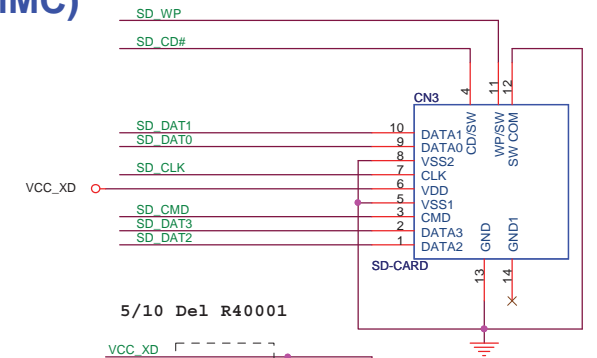 MMC)
SD_WP
SD_CD#
4
11
12
CN3
CD/SW
WP/SW
SW COM
SD_DAT1 10 DATA1
SD_DAT0 9 DATA0
8 VSS2
SD_CLK 7 CLK
VCC_XD 6 VDD
5 VSS1
SD_CMD 3 CMD
SD_DAT3 2 DATA3
SD_DAT2 1 DATA2
GND
GND1
SD-CARD
13
14
5/10 Del R40001
VCC_XD